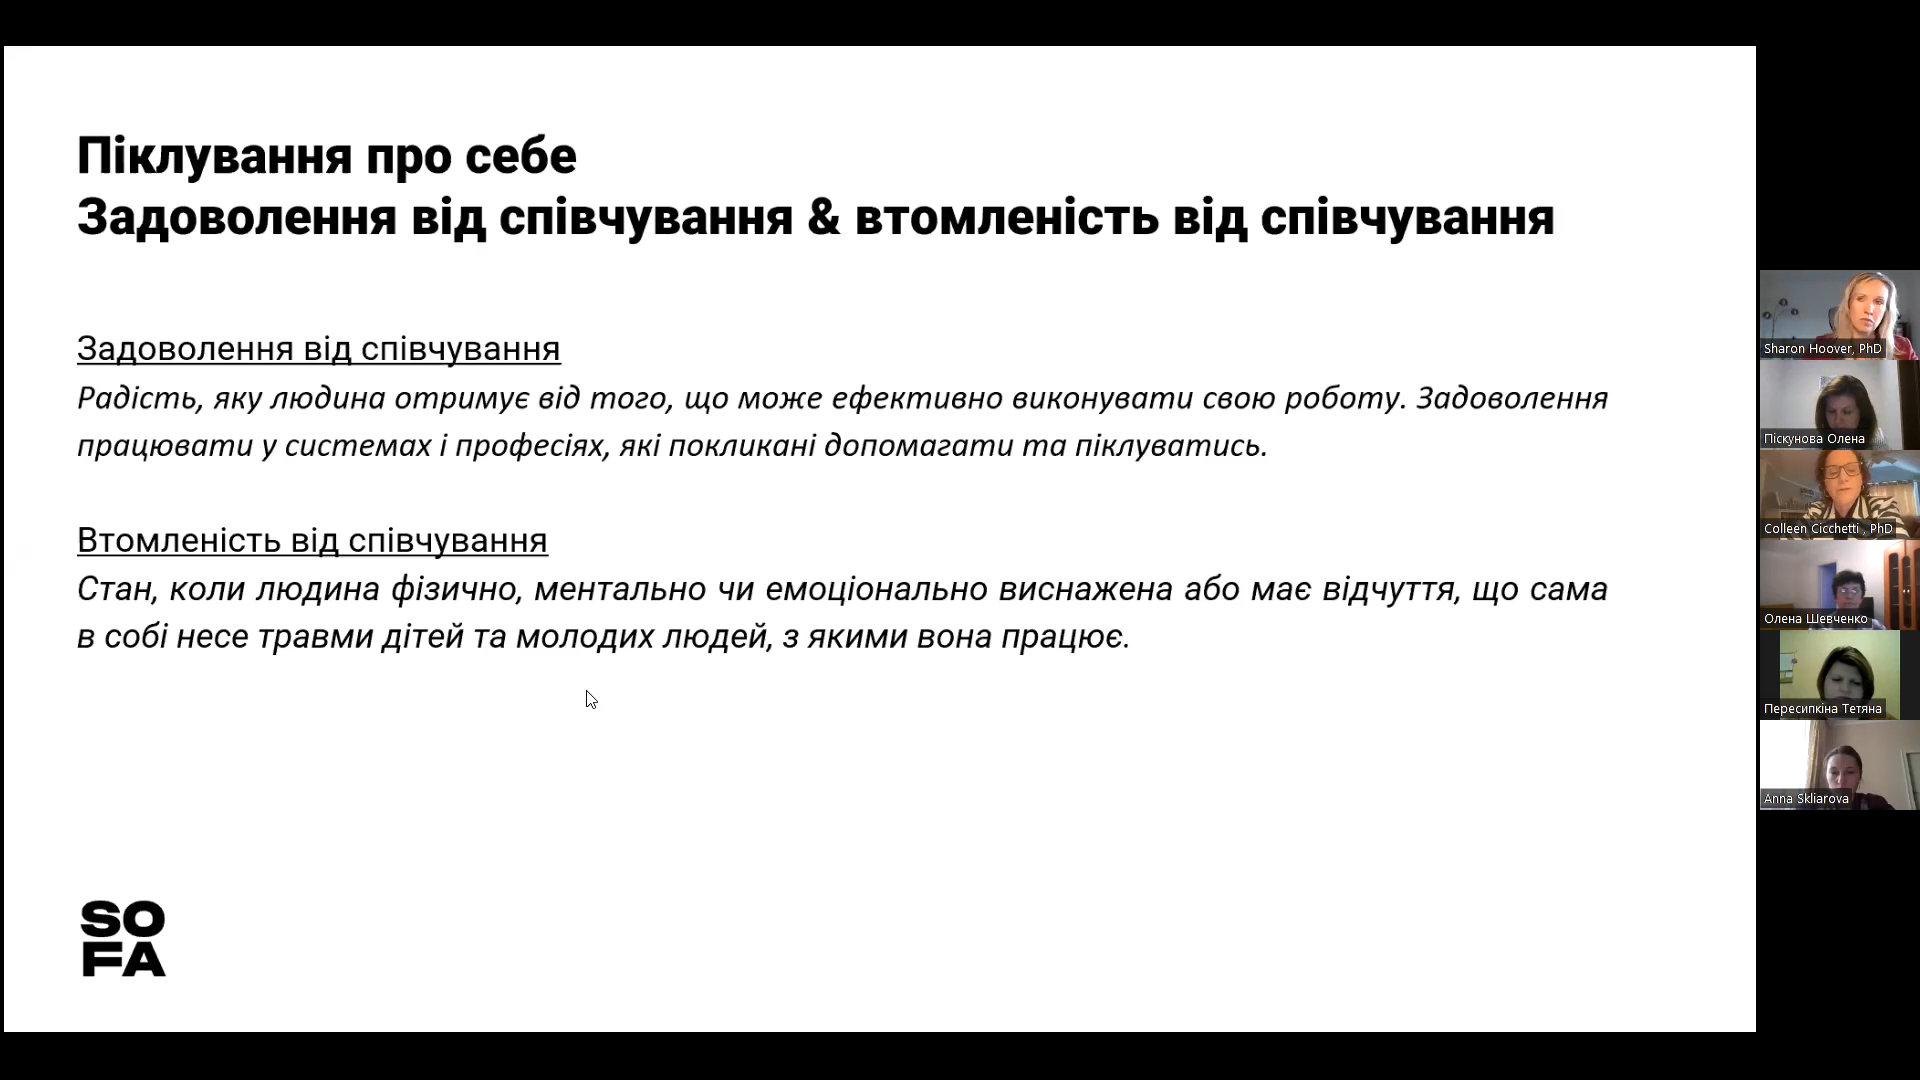 Піклування про себе
Задоволення від співчування & втомленість від співчування
Задоволення від співчування
Радість, яку людина отримує від того, що може ефективно виконувати свою роботу. Задоволення
працювати у системах і професіях, які покликані допомагати та піклуватись.
Втомленість від співчування
Стан, коли людина фізично, ментально чи емоціонально виснажена або має відчуття, що сама
в собі несе травми дітей та молодих людей, з якими вона працює.
SO
FA
Sharon Hoover, PhD
Піскунова Олена
Colleen Cicchetti , PhD
Олена Шевченко
Пересипкіна Тетяна
Anna Skliarova